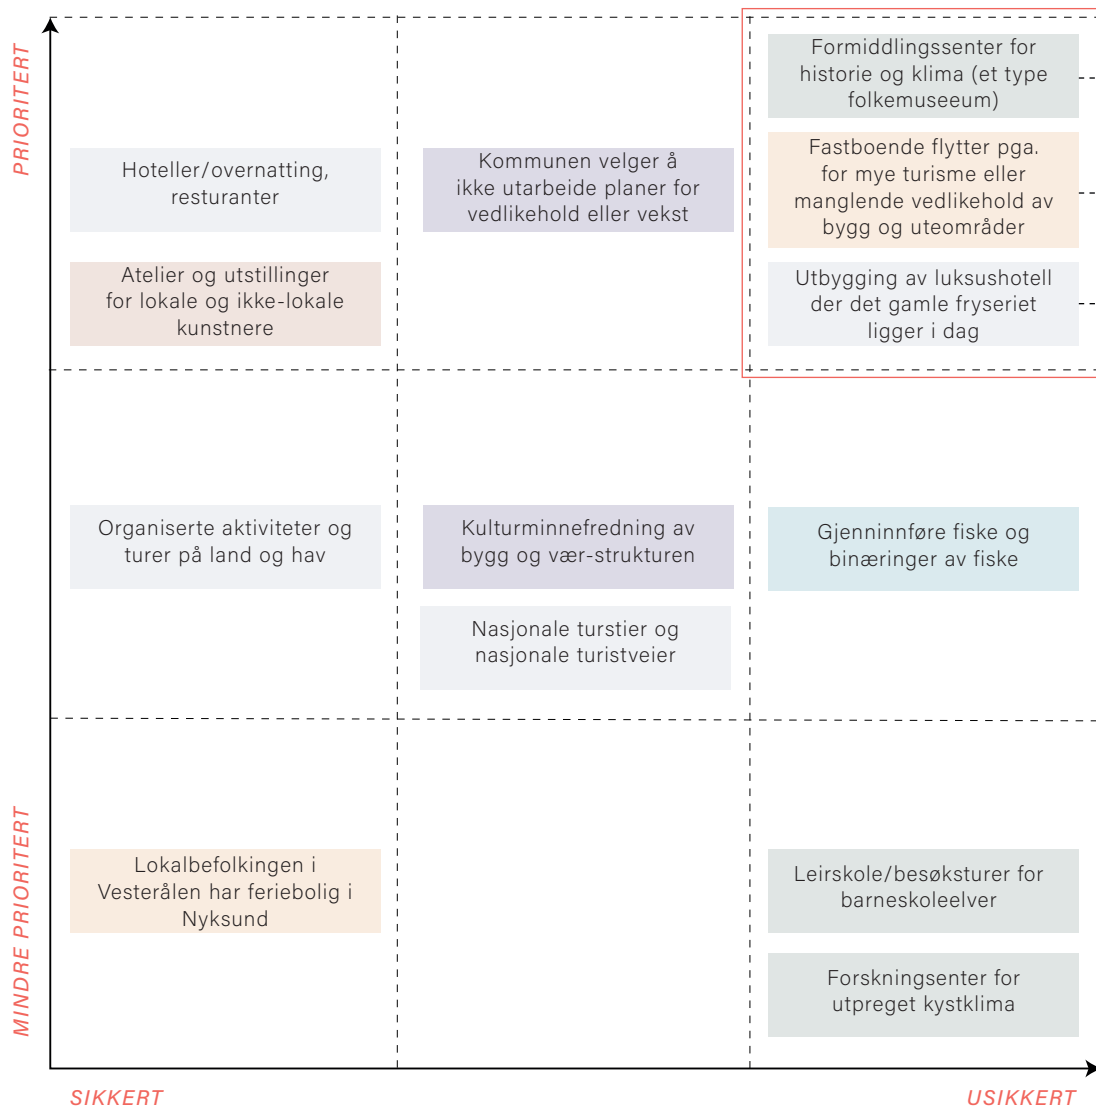 PRIORITERT
Hoteller/overnatting,
resturanter
Kommunen velger å
ikke utarbeide planer for
vedlikehold eller vekst
Formiddlingssenter for
historie og klima (et type
folkemuseeum)
Fastboende flytter pga.
for mye turisme eller
manglende vedlikehold av
bygg og uteområder
Atelier og utstillinger
for lokale og ikke-lokale
kunstnere
Utbygging av luksushotell
der det gamle fryseriet
ligger i dag
Organiserte aktiviteter og
turer på land og hav
Kulturminnefredning av
bygg og vær-strukturen
Gjeninnføre fiske og
binæringer av fiske
Nasjonale turstier og
nasjonale turistveier
MINDRE PRIORITERT
Lokalbefolkingen i
Vesterålen har feriebolig i
Nyksund
Leirskole/besøksturer for
barneskoleelver
Forskningsenter for
utpreget kystklima
SIKKERT
USIKKERT